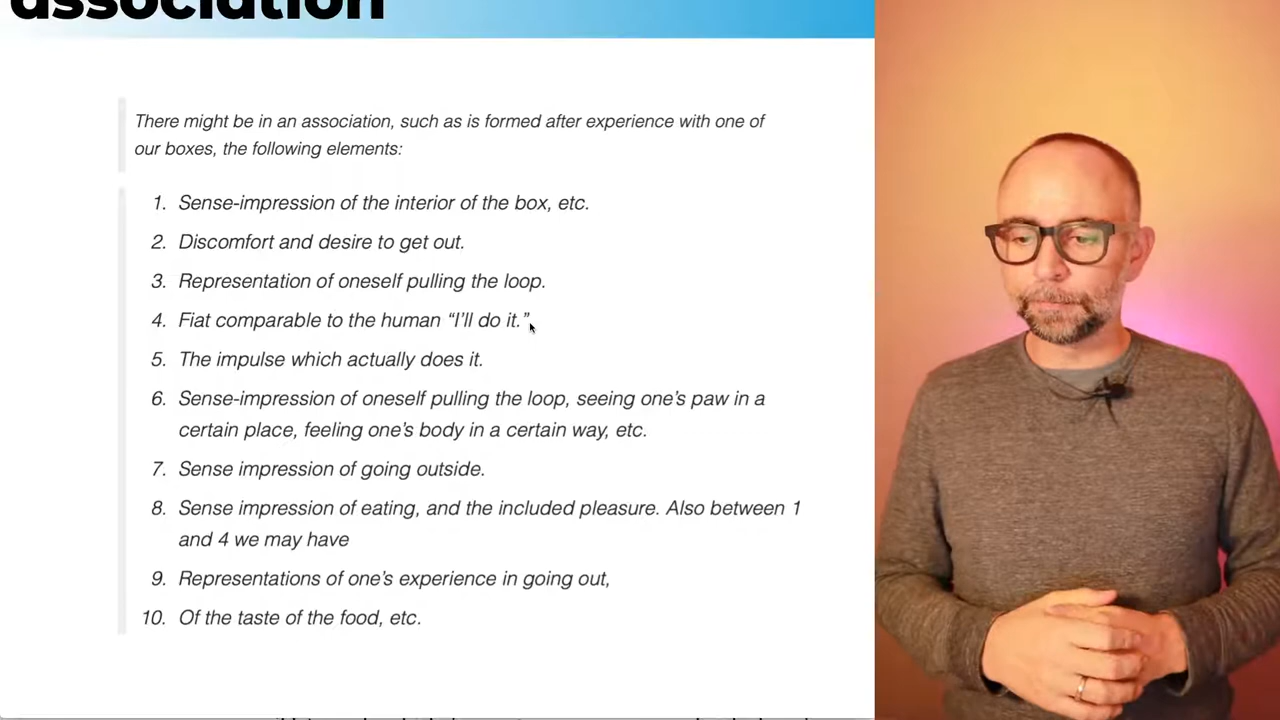 association
There might be in an association, such as is formed after experience with one of
our boxes, the following elements:
1. Sense-impression of the interior of the box, etc.
2. Discomfort and desire to get out.
3. Representation of oneself pulling the loop.
4. Fiat comparable to the human “I’ll do it.”
5. The impulse which actually does it.
6. Sense-impression of oneself pulling the loop, seeing one’s paw in a
certain place, feeling one’s body in a certain way, etc.
7. Sense impression of going outside.
8. Sense impression of eating, and the included pleasure. Also between 1
and 4 we may have
9. Representations of one’s experience in going out,
10. Of the taste of the food, etc.